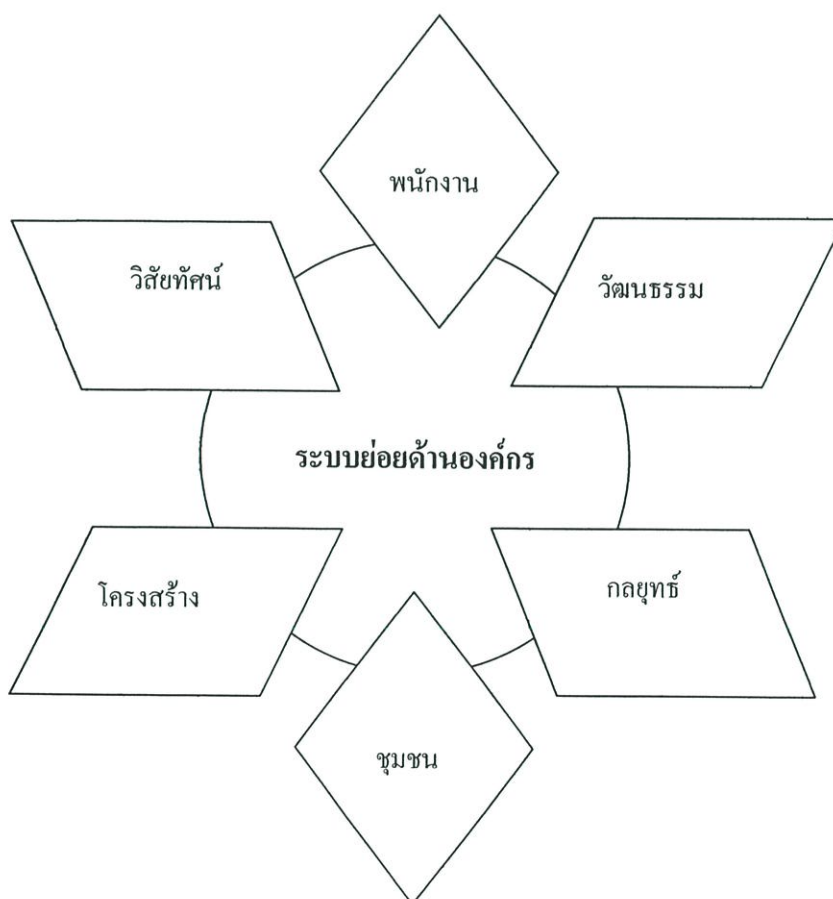 พนักงาน
วิสัยทัศน์
วัฒนธรรม
ระบบย่อยด้านองค์กร
โครงสร้าง
กลยุทธ์
ชุมชน